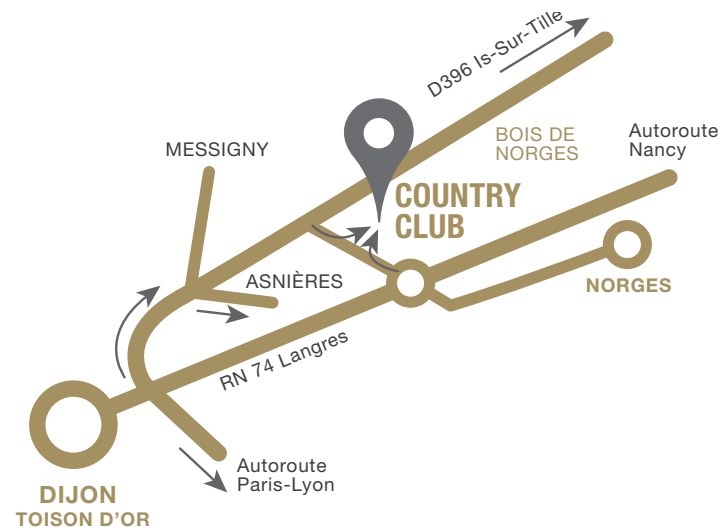 D396 Is-Sur-Tille
MESSIGNY
BOIS DE
NORGES
Autoroute
Nancy
COUNTRY
CLUB
ASNIÈRES
NORGES
RN 74 Langres
Autoroute
Paris-Lyon
DIJON
TOISON D'OR